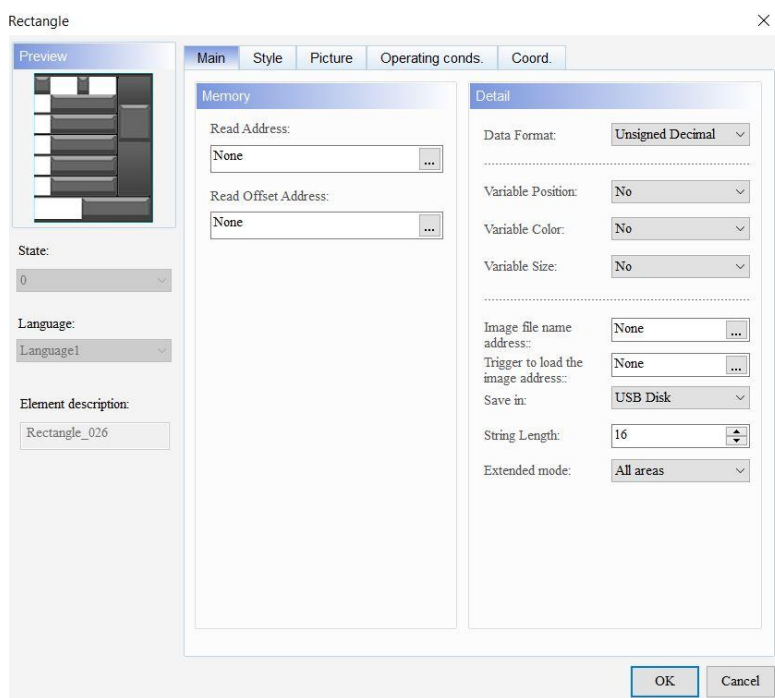 Rectangle
Preview
Main
Style
Picture
Operating conds.
Coord.
State:
0
Language:
Language1
Element description:
Rectangle_026
Memory
Read Address:
None
...
Read Offset Address:
None
...
Detail
Data Format:
Unsigned Decimal
Variable Position:
No
Variable Color:
No
Variable Size:
No
Image file name
address::
None
...
Trigger to load the
image address::
None
...
Save in:
USB Disk
String Length:
16
Extended mode:
All areas
OK
Cancel